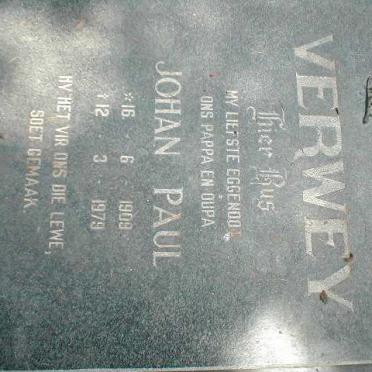 VERWEY
Hier Rus
MY LIEFSTE EGGENOOT
ONS PAPPA EN OUPA
JOHAN PAUL
*16 . 6 . 1909
†12 . 3 . 1979
HY HET VIR ONS DIE LEWE,
SOET GEMAAK.